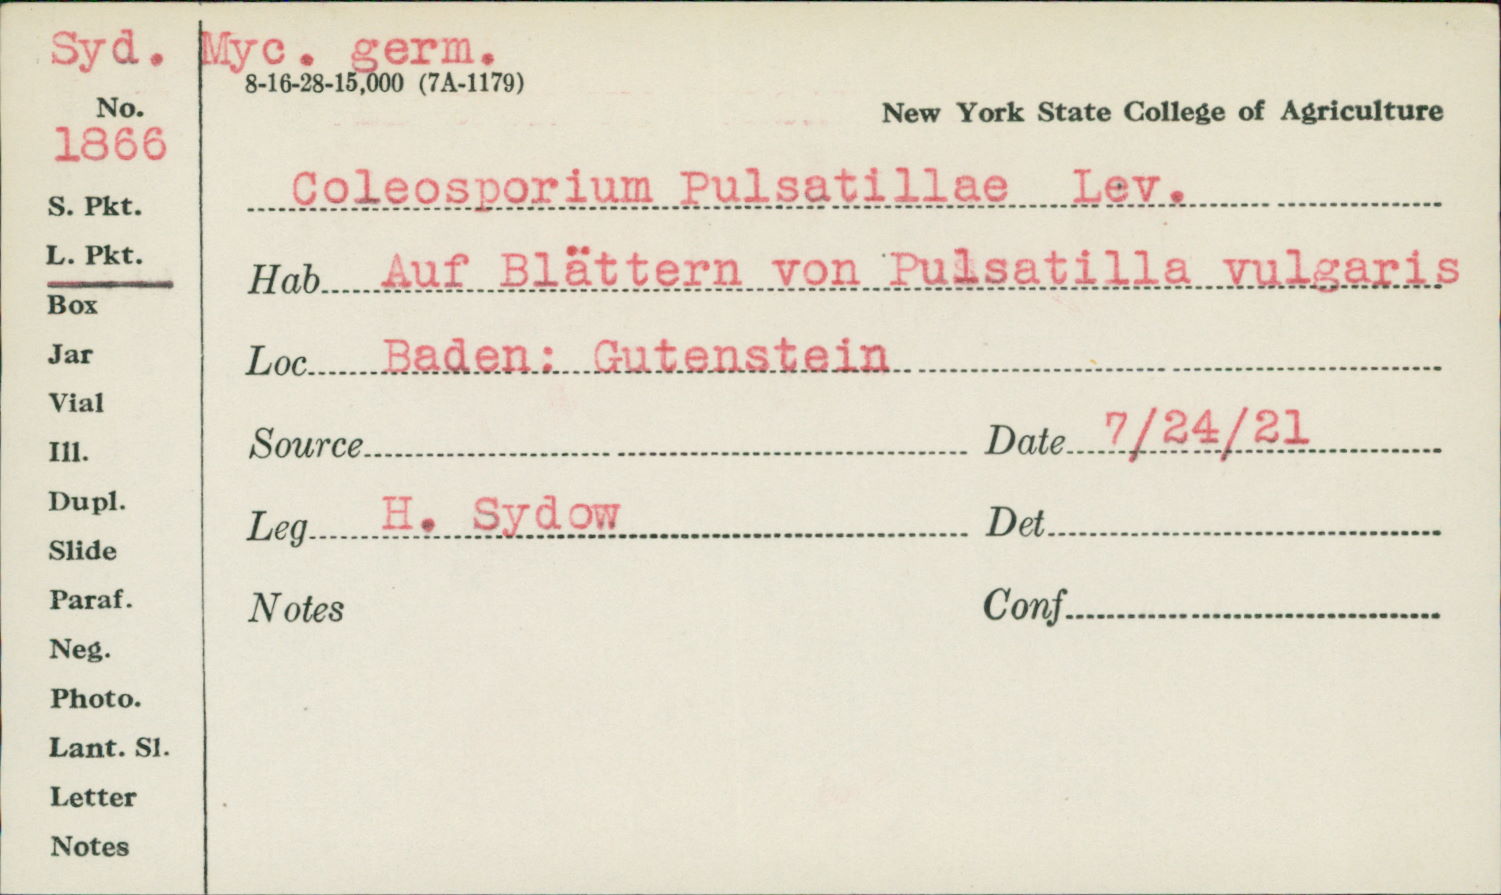 Syd. Myc. germ.
8-16-28-15,000 (7A-1179)
No.
New York State College of Agriculture
1866
Coleosporium Pulsatillae Lev.
S. Pkt.
L. Pkt.
Hab. Auf Blättern von Pulsatilla vulgaris
Box
Jar
Loc. Baden: Gutenstein
Vial
Ill.
Source
Date 7/24/21
Dupl.
Leg. H. Sydow
Det.
Slide
Paraf.
Notes
Conf.
Neg.
Photo.
Lant. Sl.
Letter
Notes